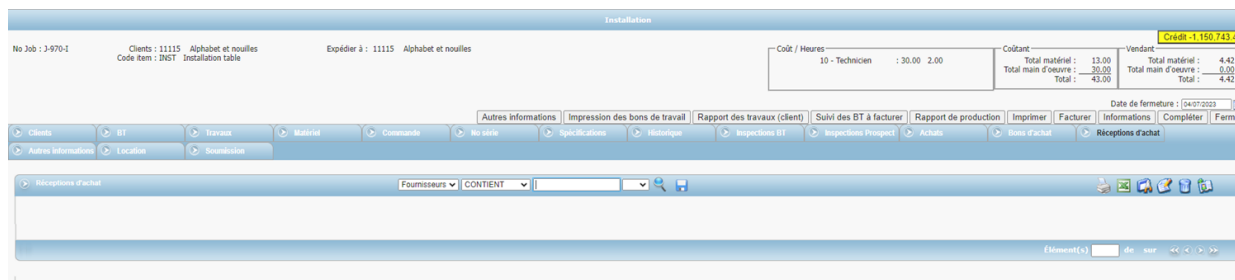 Installation
Crédit -1,150,743.4
No Job : J-970-I Clients : 11115 Alphabet et nouilles Expédier à : 11115 Alphabet et nouilles
Code item : INST Installation table
Coût / Heures
10 - Technicien : 30.00 2.00
Coûtant
Total matériel : 13.00
Total main d'oeuvre : 30.00
Total : 43.00
Vendant
Total matériel : 4.42
Total main d'oeuvre : 0.00
Total : 4.42
Date de fermeture : 04/07/2023
Autres informations Impression des bons de travail Rapport des travaux (client) Suivi des BT à facturer Rapport de production Imprimer Facturer Informations Compléter Ferm
Clients BT Travaux Matériel Commande No série Spécifications Historique Inspections BT Inspections Prospect Achats Bons d'achat Réceptions d'achat
Autres informations Location Soumission
Réceptions d'achat Fournisseurs CONTIENT
Élément(s) de sur